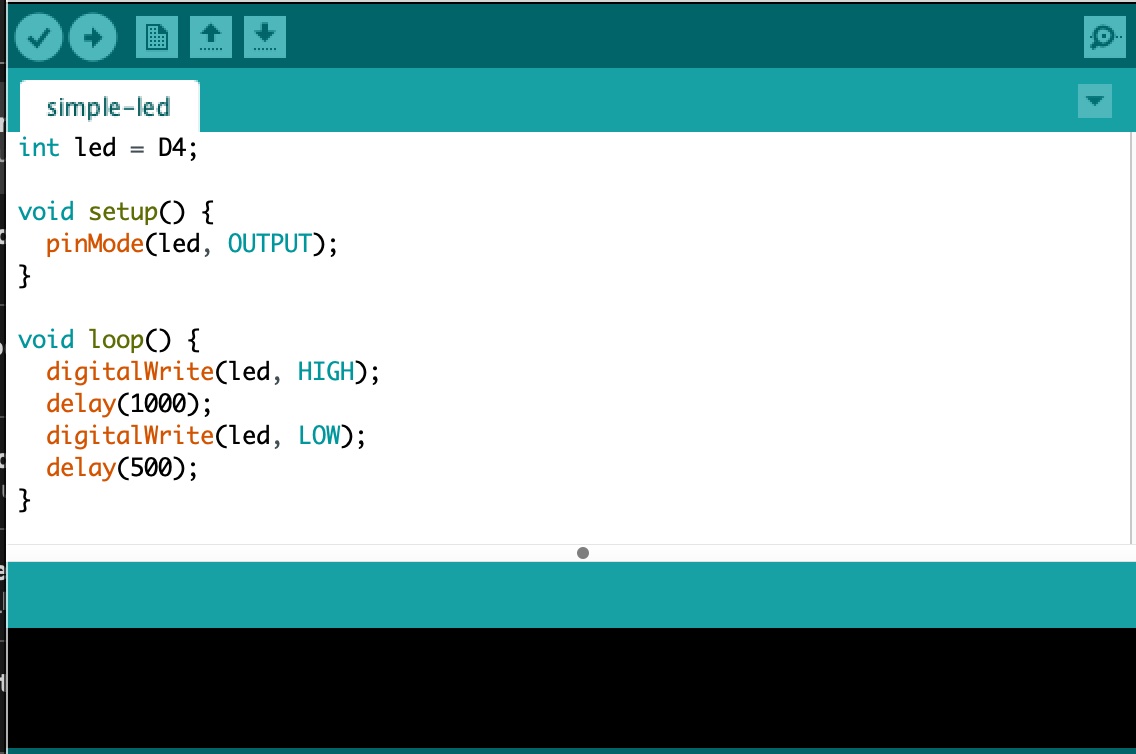 simple-led
int led = D4;
void setup() {
  pinMode(led, OUTPUT);
}
void loop() {
  digitalWrite(led, HIGH);
  delay(1000);
  digitalWrite(led, LOW);
  delay(500);
}